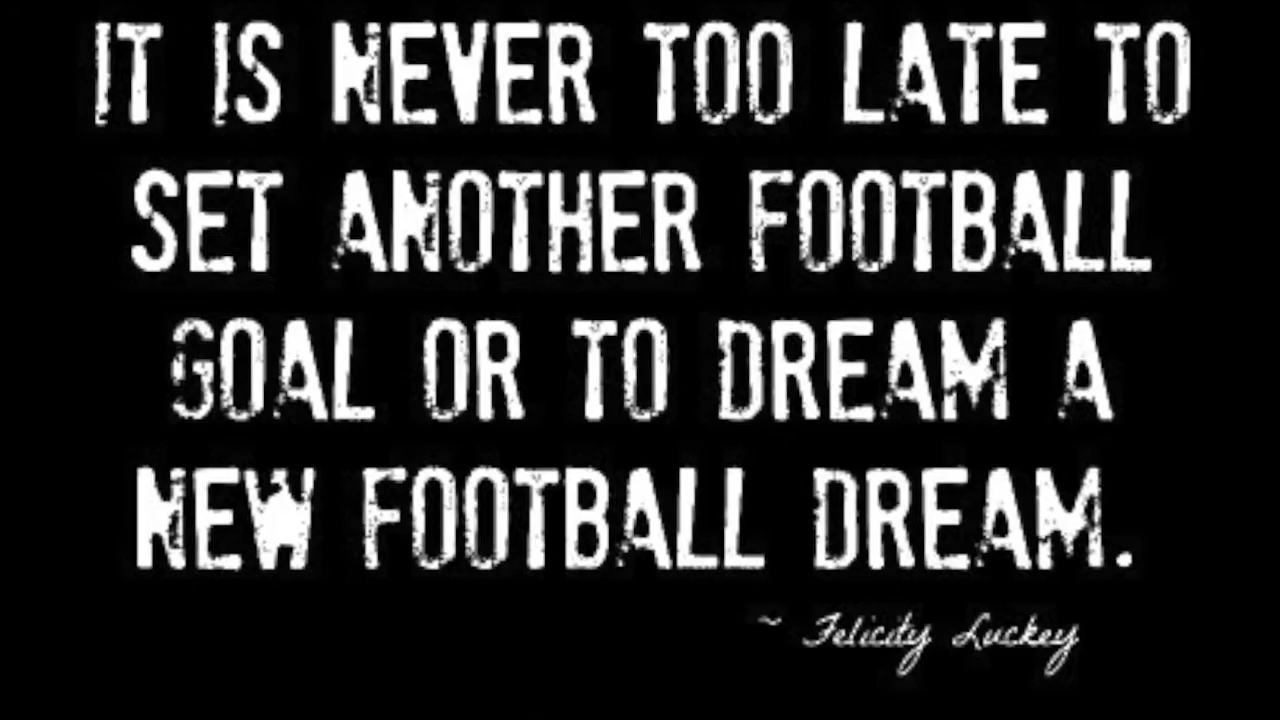 IT IS NEVER TOO LATE TO
SET ANOTHER FOOTBALL
GOAL OR TO DREAM A
NEW FOOTBALL DREAM.
~ Felicity Luckey